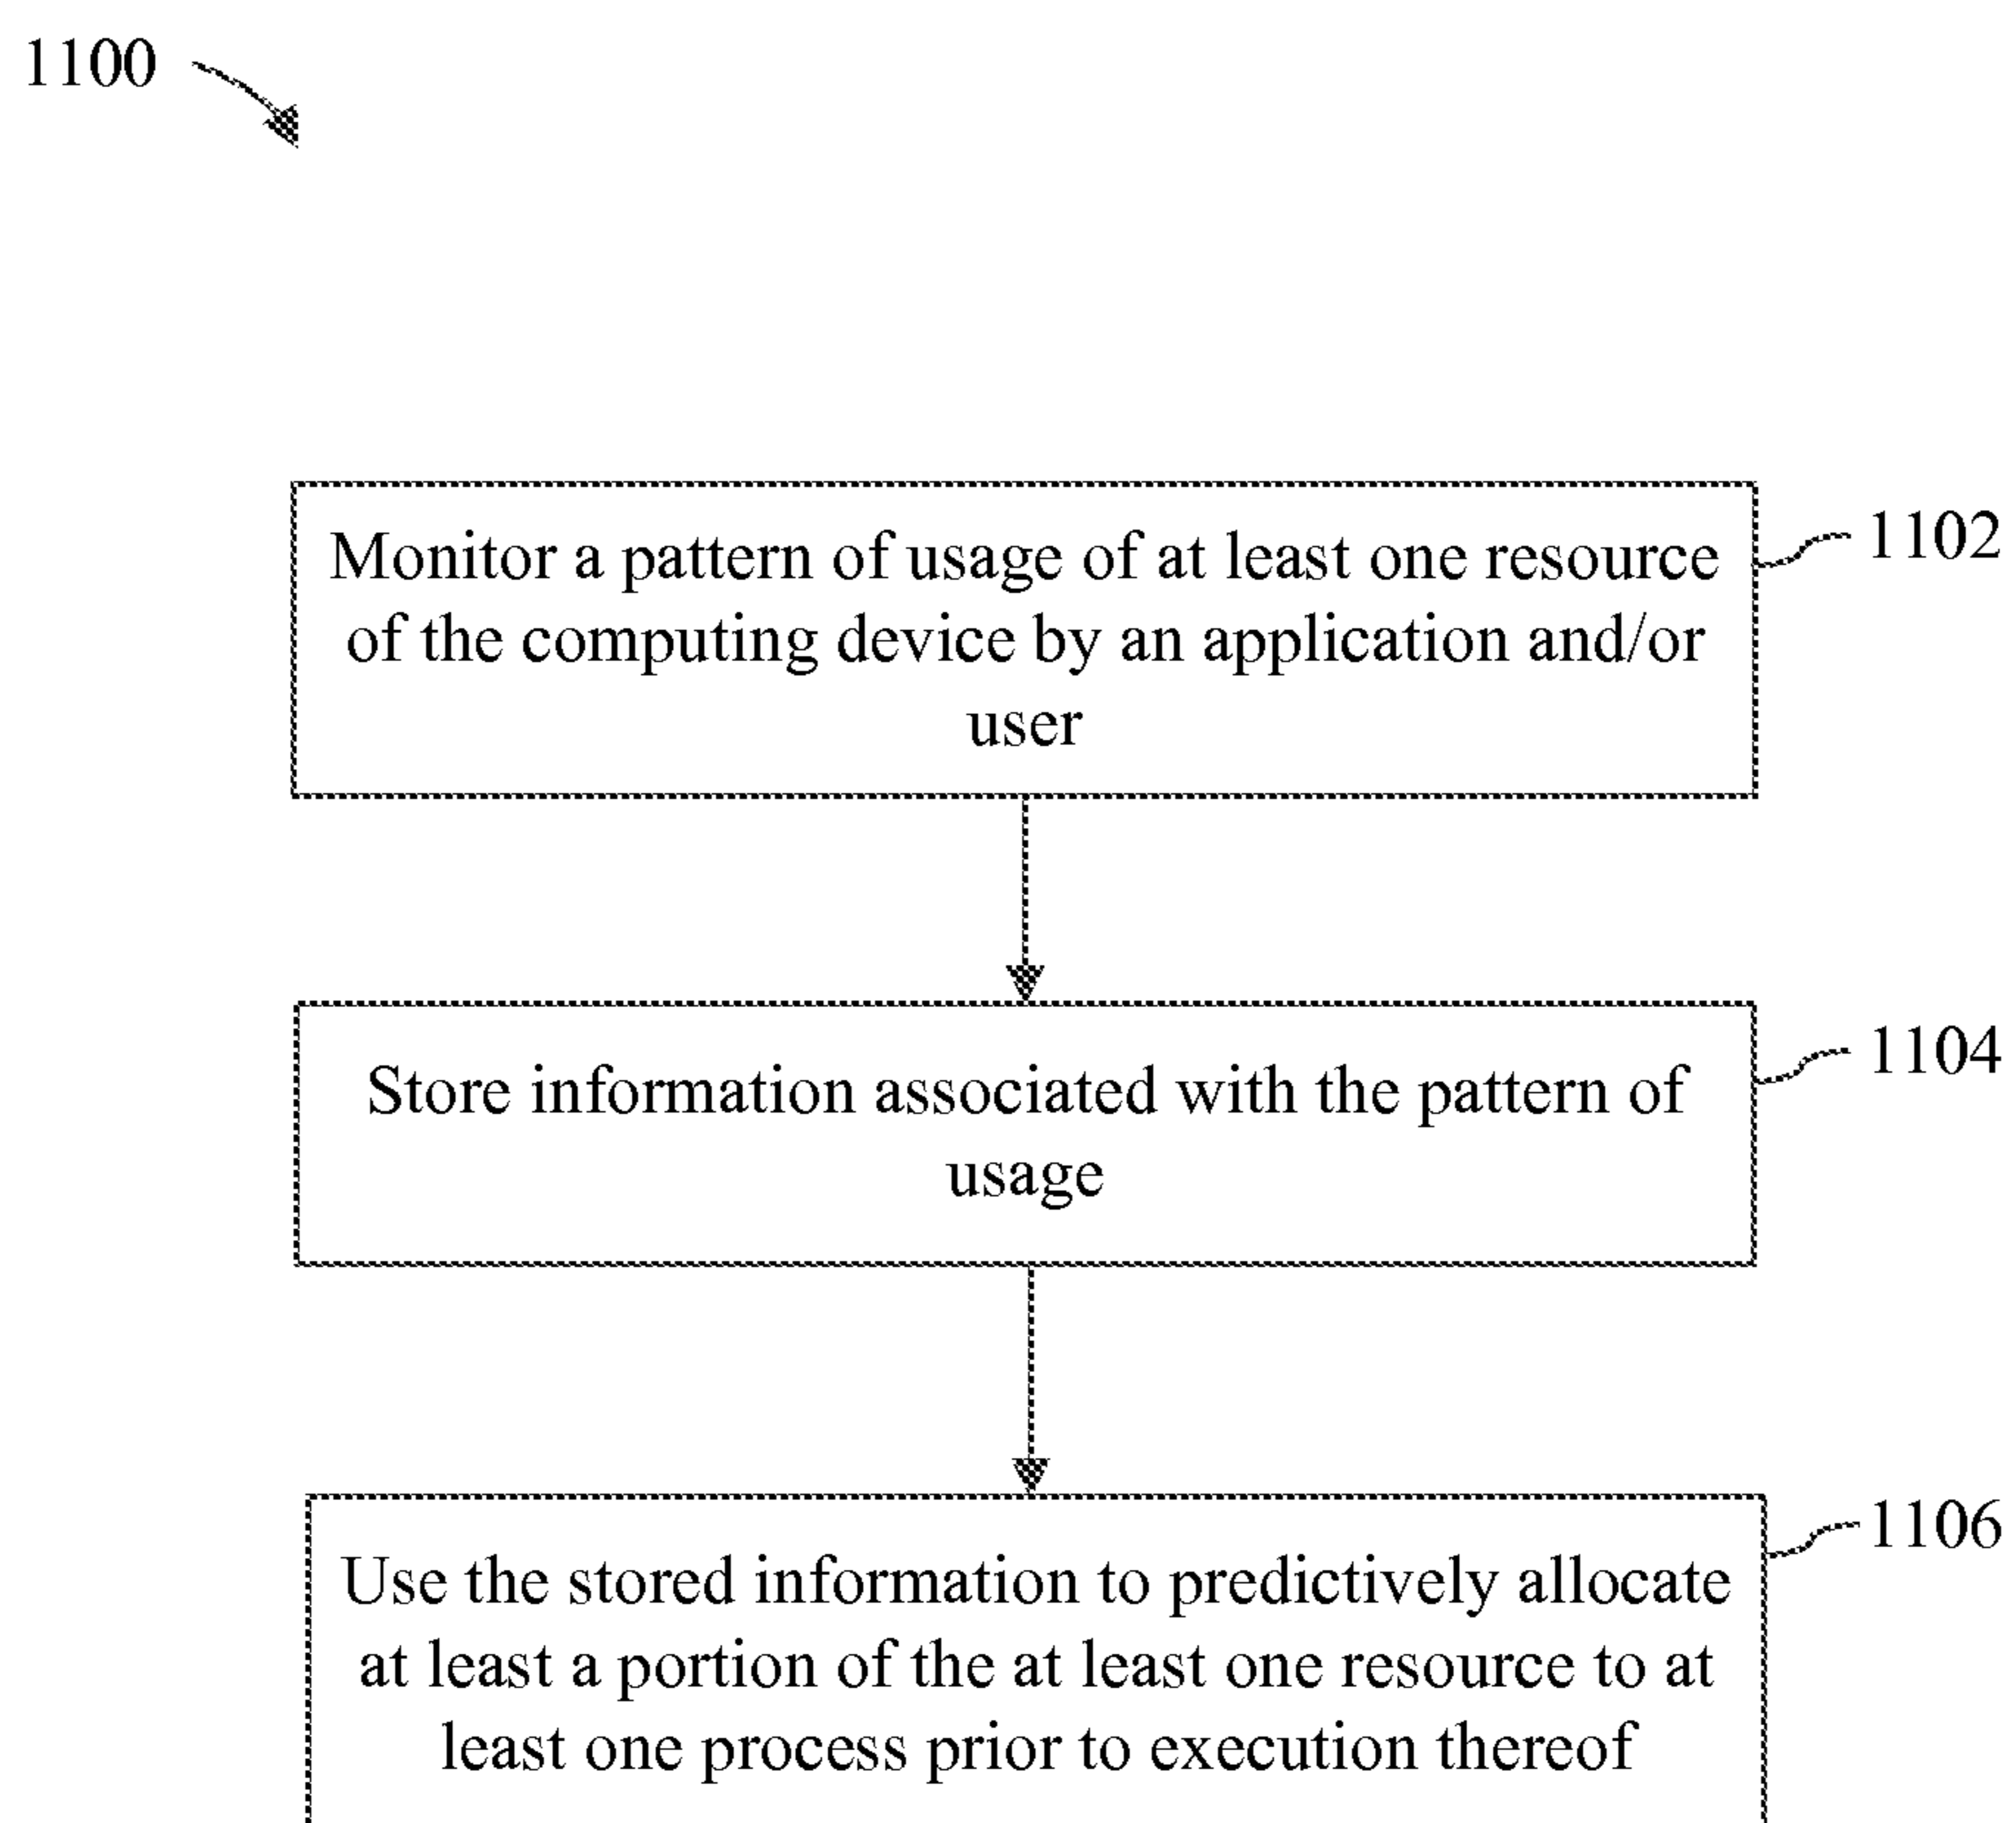 1100
Monitor a pattern of usage of at least one resource
of the computing device by an application and/or
user
1102
Store information associated with the pattern of
usage
1104
Use the stored information to predictively allocate
at least a portion of the at least one resource to at
least one process prior to execution thereof
1106